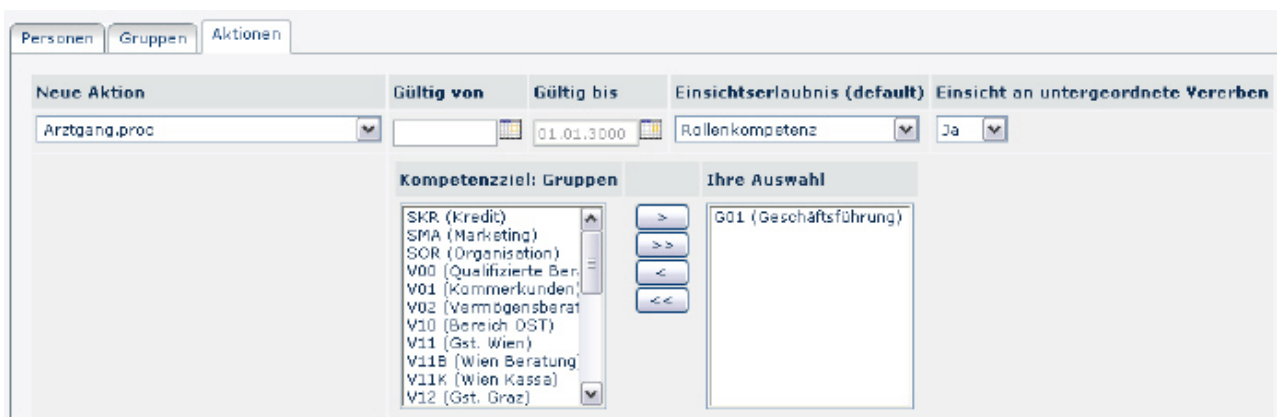 Personen Gruppen Aktionen
Neue Aktion Gültig von Gültig bis Einsichtserlaubnis (default) Einsicht an untergeordnete Vererben
Arztgang.proc 01.01.3000 Rollenkompetenz Ja
Kompetenzziel: Gruppen Ihre Auswahl
SKR (Kredit) > G01 (Geschäftsführung)
SMA (Marketing)
SOR (Organisation) >>
V00 (Qualifizierte Ber.
V01 (Kommerkunden) <
V02 (Vermögensberat <<
V10 (Bereich OST)
V11 (Gst. Wien)
V11B (Wien Beratung)
V11K (Wien Kassa)
V12 (Gst. Graz)